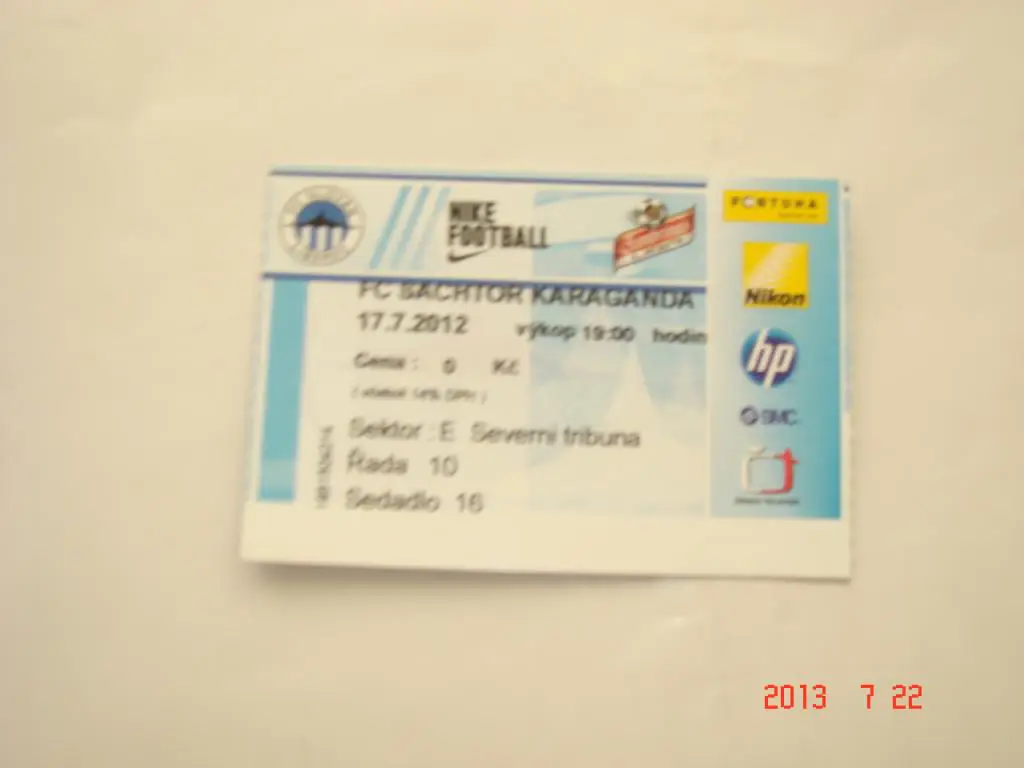 NIKE
FOOTBALL
FORTUNA
Nikon
hp
SMC
FC SACHTOR KARAGANDA
17.7.2012 výkop 19:00 hodin
Cena : 0 Kč
Sektor : E Severní tribuna
Řada 10
Sedadlo 16
2013 7 22